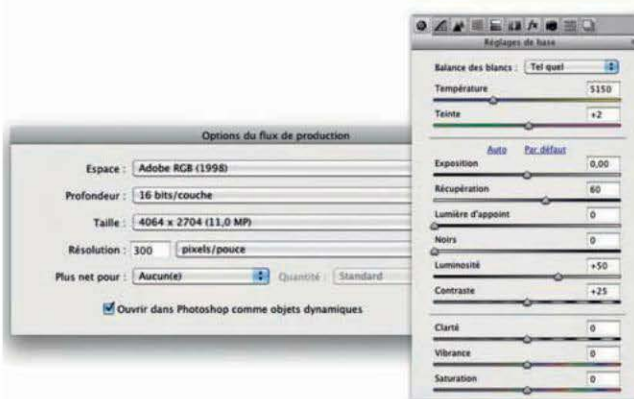 Options du flux de production
Espace : Adobe RGB (1998)
Profondeur : 16 bits/couche
Taille : 4064 x 2704 (11,0 MP)
Résolution : 300 pixels/pouce
Plus net pour : Aucun(e) Quantité : Standard
Ouvrir dans Photoshop comme objets dynamiques
Réglages de base
Balance des blancs : Tel quel
Température 5150
Teinte +2
Auto Par défaut
Exposition 0,00
Récupération 60
Lumière d'appoint 0
Noirs 0
Luminosité +50
Contraste +25
Clarté 0
Vibrance 0
Saturation 0